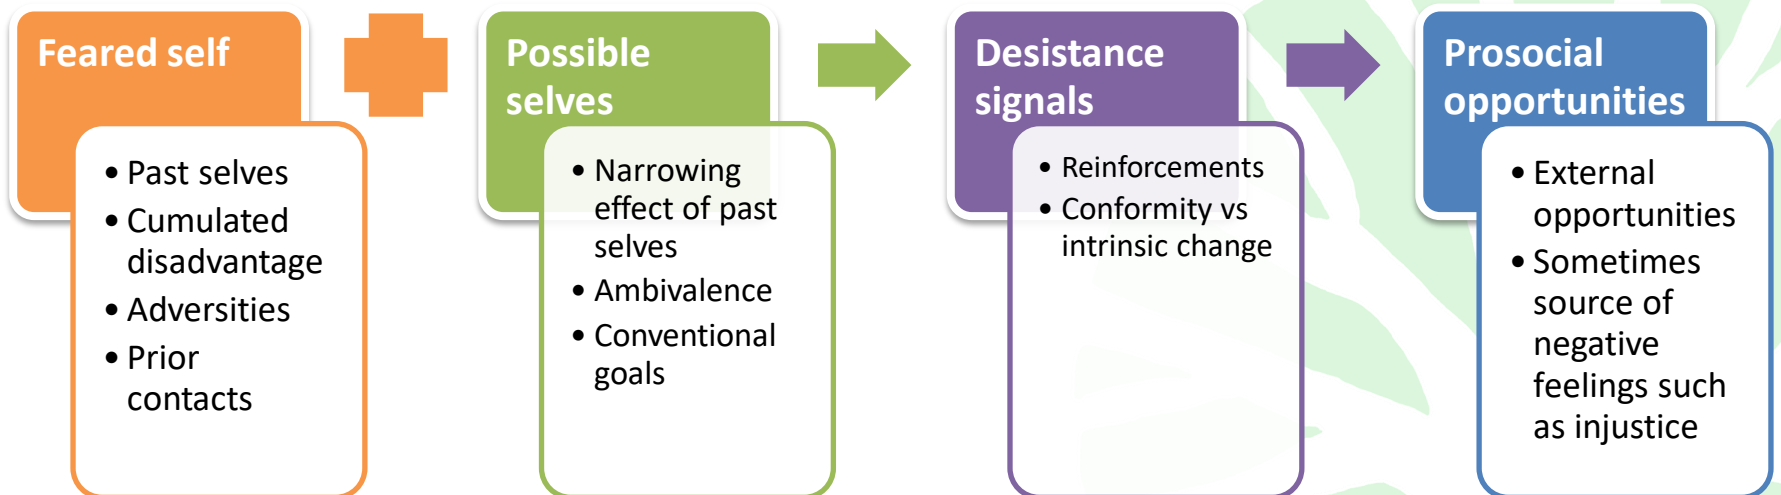 Feared self
• Past selves
• Cumulated
disadvantage
• Adversities
• Prior
contacts
Possible
selves
• Narrowing
effect of past
selves
• Ambivalence
• Conventional
goals
Desistance
signals
• Reinforcements
• Conformity vs
intrinsic change
Prosocial
opportunities
• External
opportunities
• Sometimes
source of
negative
feelings such
as injustice